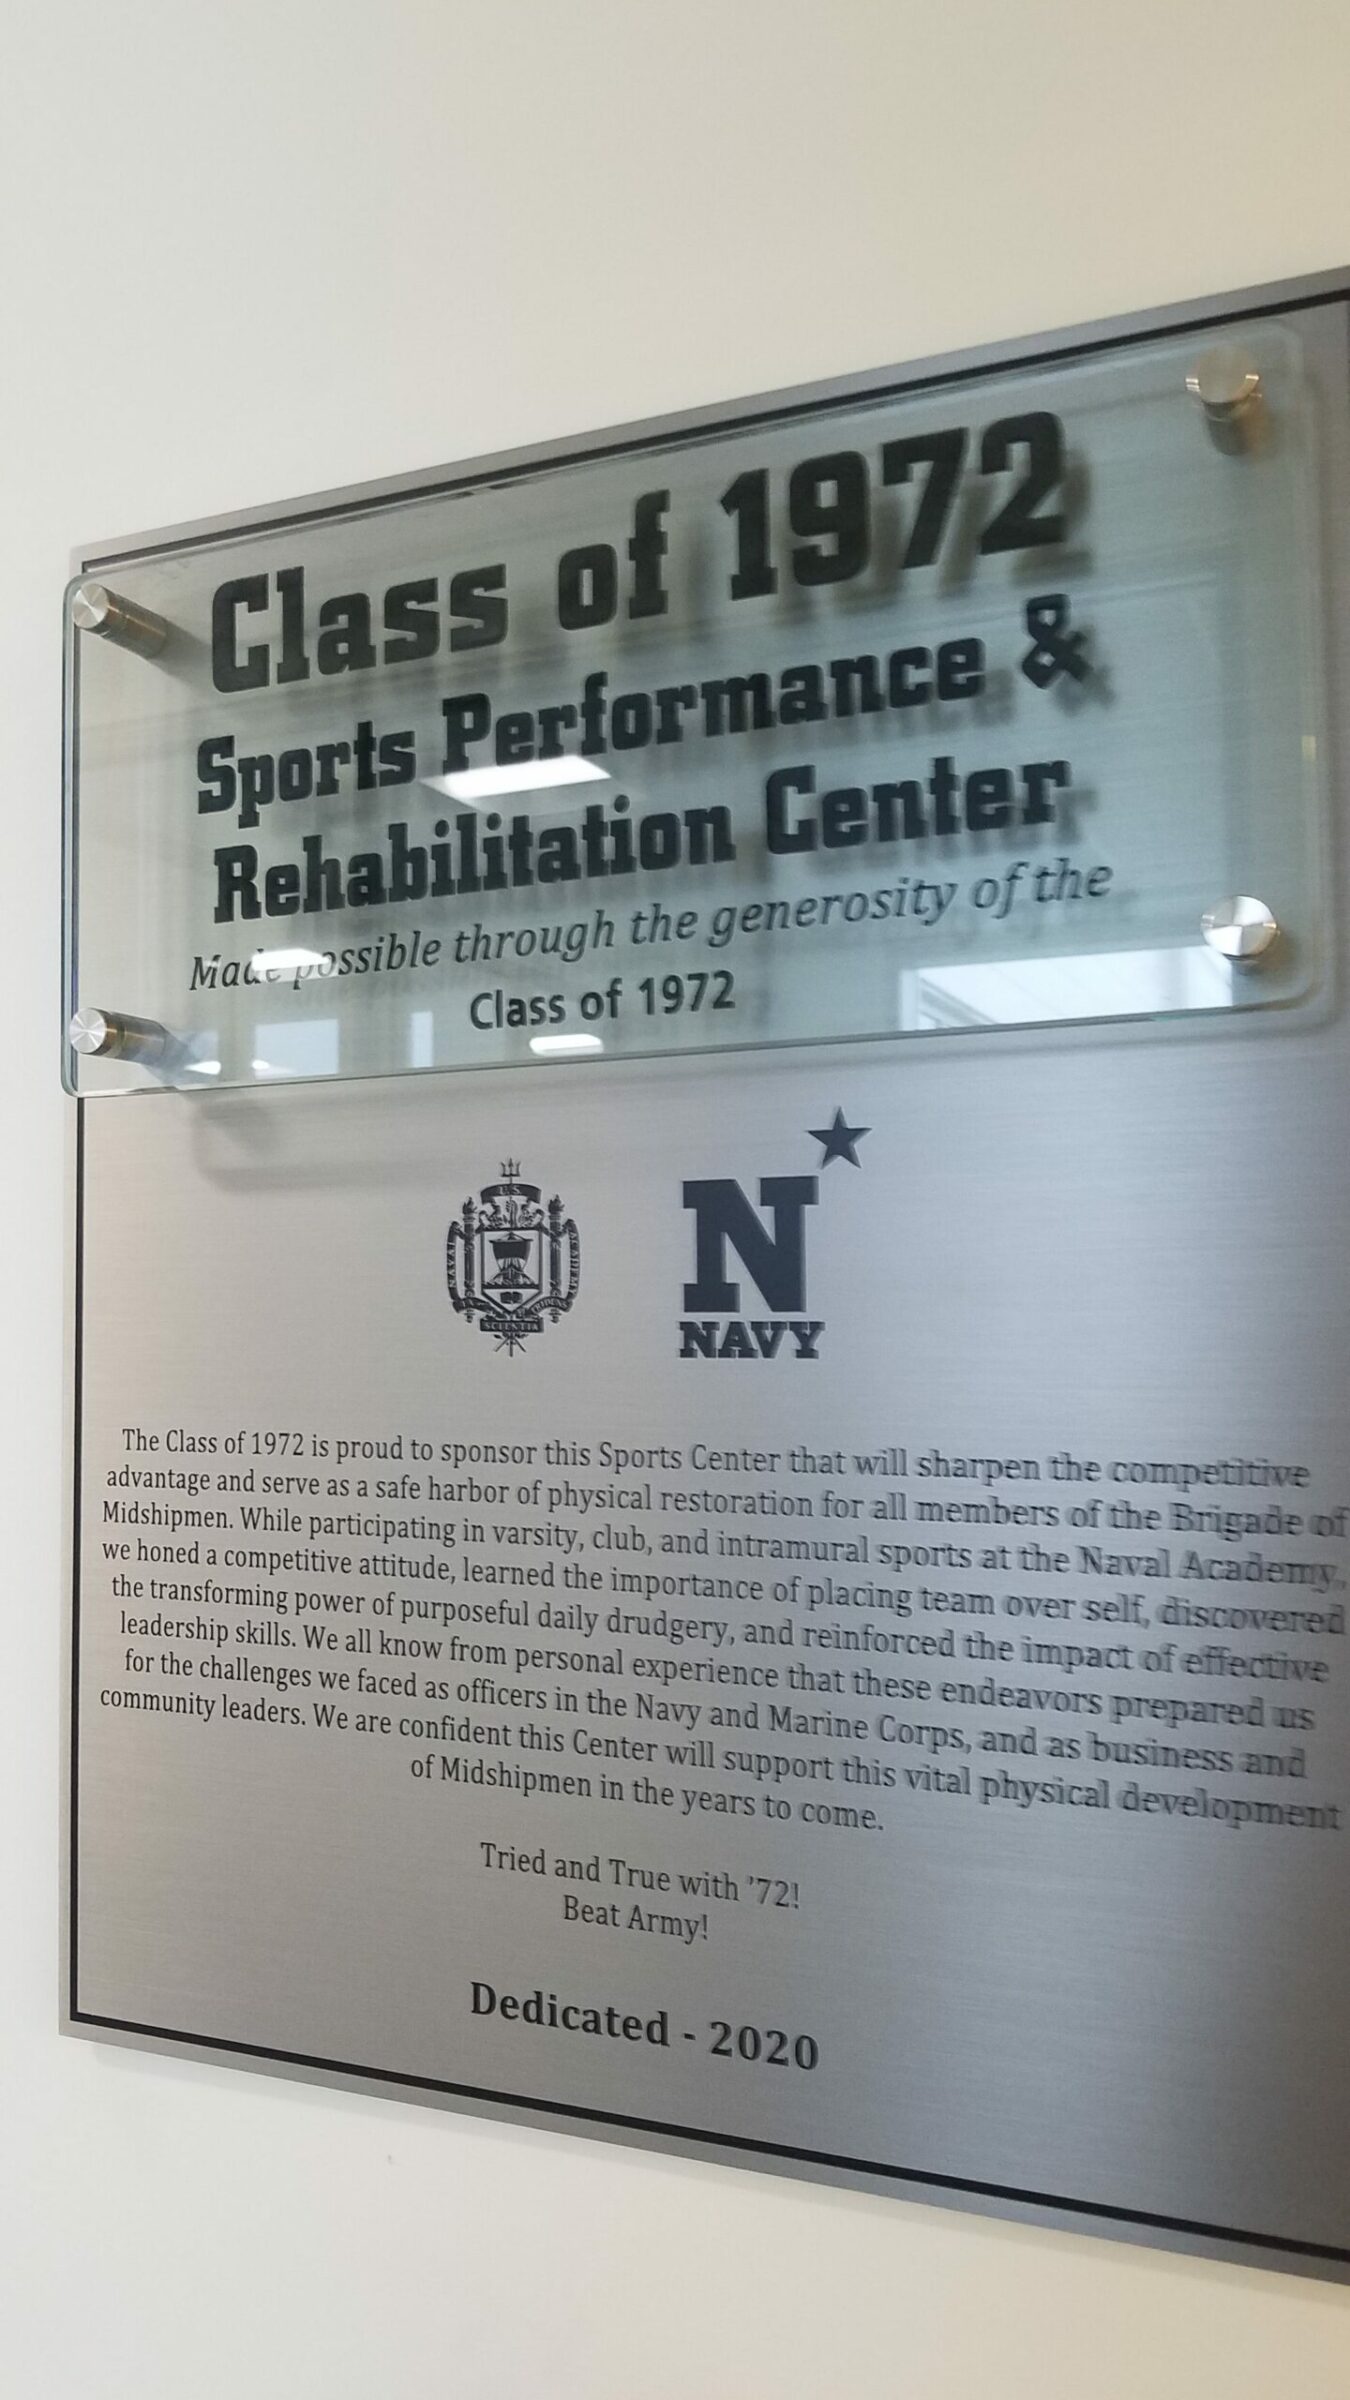 Class of 1972
Sports Performance &
Rehabilitation Center
Made possible through the generosity of the
Class of 1972
U.S.
NAVAL
ACADEMY
EX
TRIDENS
SCIENTIA
N
NAVY
The Class of 1972 is proud to sponsor this Sports Center that will sharpen the competitive
advantage and serve as a safe harbor of physical restoration for all members of the Brigade of
Midshipmen. While participating in varsity, club, and intramural sports at the Naval Academy,
we honed a competitive attitude, learned the importance of placing team over self, discovered
the transforming power of purposeful daily drudgery, and reinforced the impact of effective
leadership skills. We all know from personal experience that these endeavors prepared us
for the challenges we faced as officers in the Navy and Marine Corps, and as business and
community leaders. We are confident this Center will support this vital physical development
of Midshipmen in the years to come.
Tried and True with '72!
Beat Army!
Dedicated - 2020